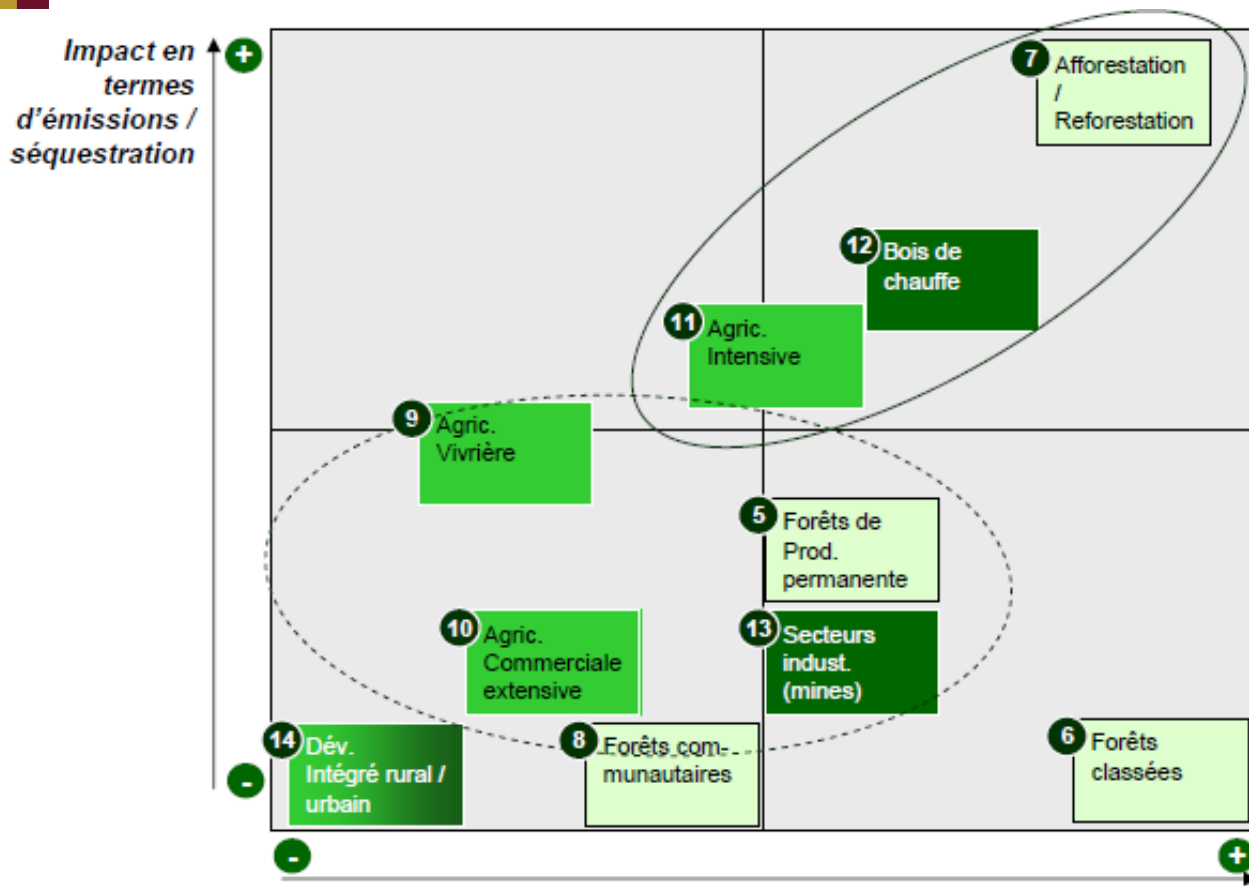 Impact en
termes
d'émissions /
séquestration
+
7
Afforestation
/
Reforestation
12
Bois de
chauffe
11
Agric.
Intensive
9
Agric.
Vivrière
5
Forêts de
Prod.
permanente
10
Agric.
Commerciale
extensive
13
Secteurs
indust.
(mines)
14
Dév.
Intégré rural /
urbain
8
Forêts com-
munautaires
6
Forêts
classées
-
-
+